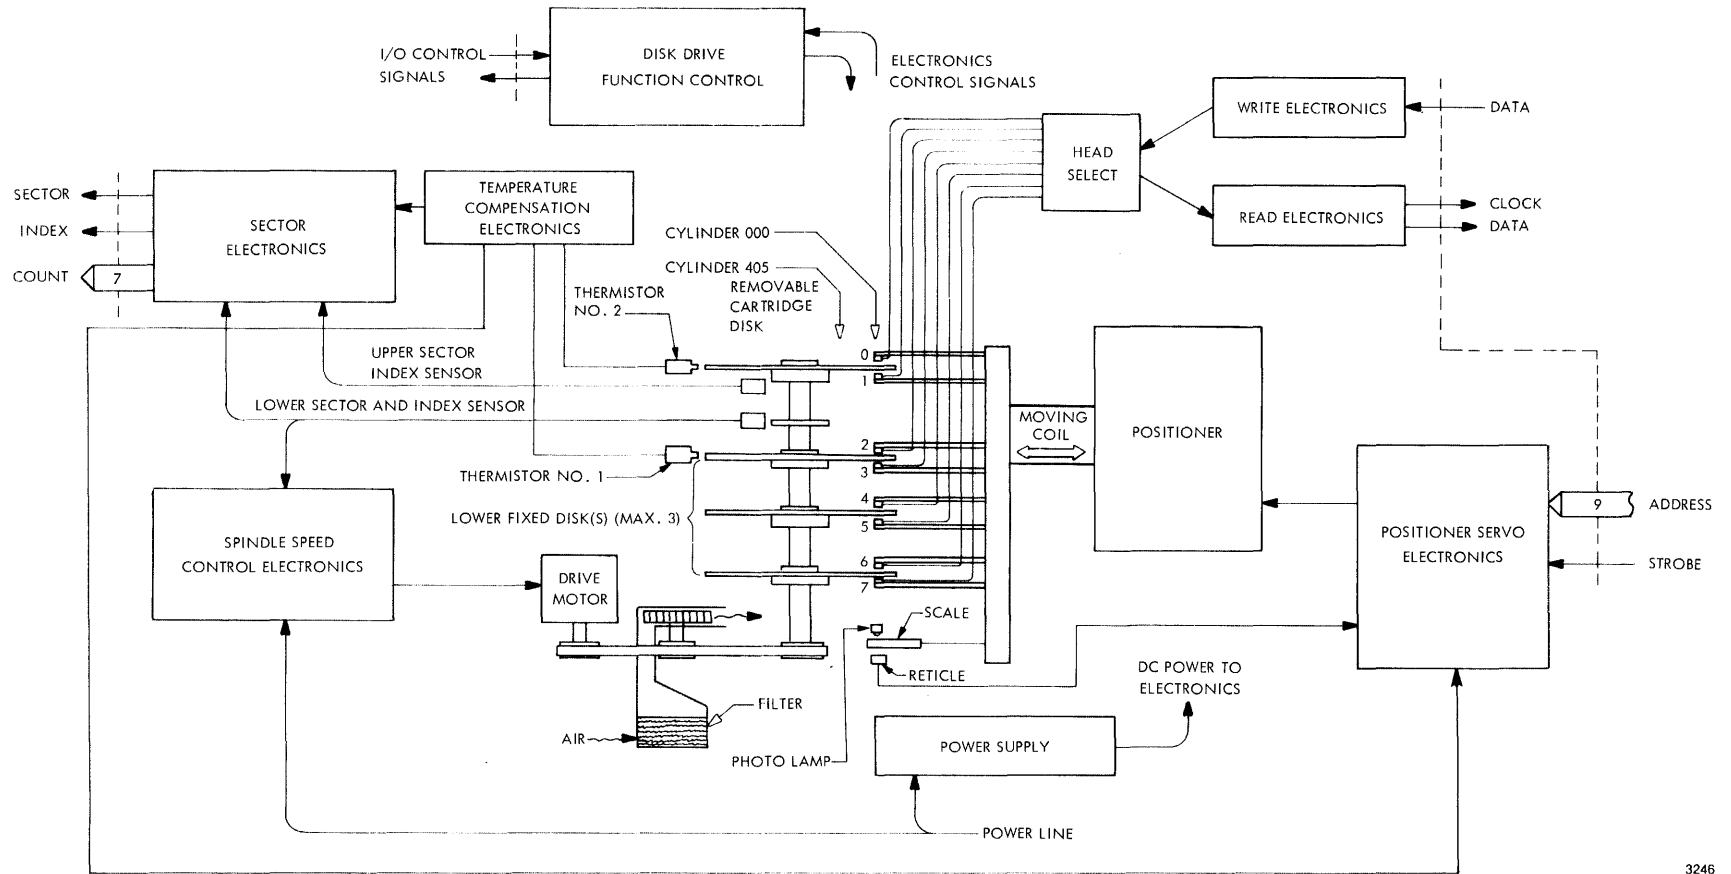 I/O CONTROL
SIGNALS
DISK DRIVE
FUNCTION CONTROL
ELECTRONICS
CONTROL SIGNALS
WRITE ELECTRONICS
DATA
HEAD
SELECT
READ ELECTRONICS
CLOCK
DATA
SECTOR
INDEX
COUNT
7
SECTOR
ELECTRONICS
TEMPERATURE
COMPENSATION
ELECTRONICS
CYLINDER 000
CYLINDER 405
REMOVABLE
CARTRIDGE
DISK
THERMISTOR
NO. 2
UPPER SECTOR
INDEX SENSOR
LOWER SECTOR AND INDEX SENSOR
THERMISTOR NO. 1
LOWER FIXED DISK(S) (MAX. 3)
0
1
2
3
4
5
6
7
MOVING
COIL
POSITIONER
POSITIONER SERVO
ELECTRONICS
9
ADDRESS
STROBE
SPINDLE SPEED
CONTROL ELECTRONICS
DRIVE
MOTOR
SCALE
RETICLE
FILTER
AIR
PHOTO LAMP
POWER SUPPLY
DC POWER TO
ELECTRONICS
POWER LINE
3246